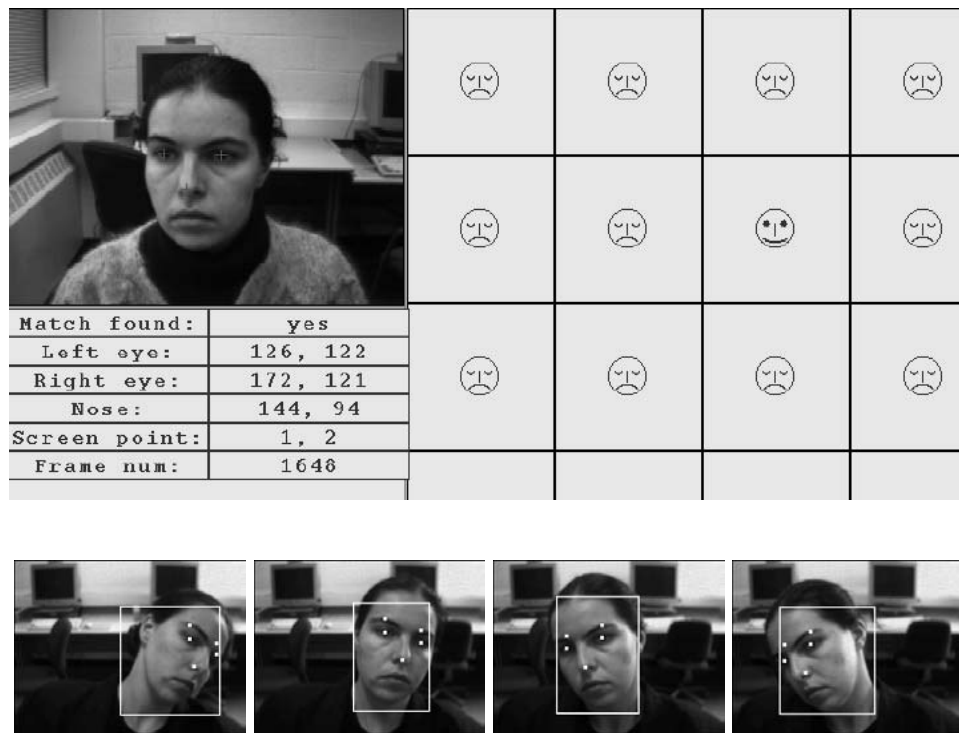 Match found: yes
Left eye: 126, 122
Right eye: 172, 121
Nose: 144, 94
Screen point: 1, 2
Frame num: 1648